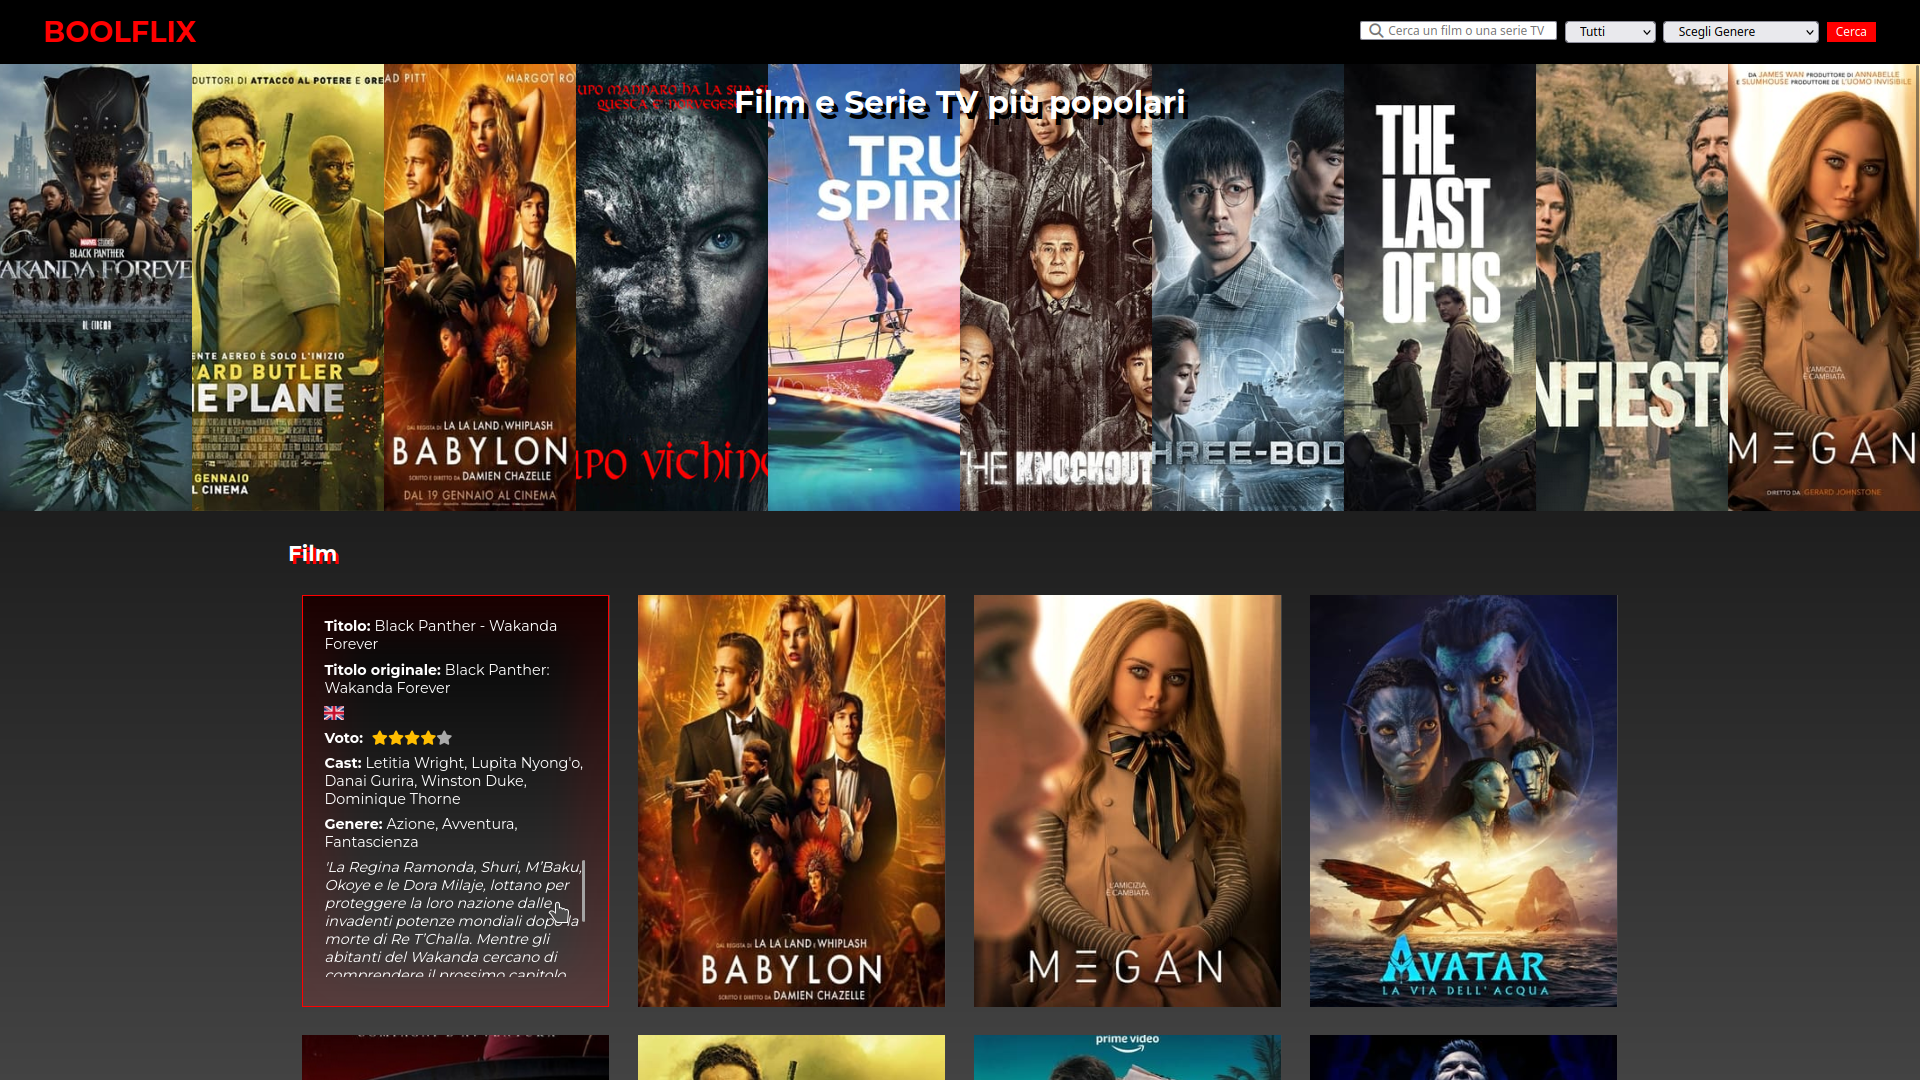 BOOLFLIX
Cerca un film o una serie TV
Tutti
Scegli Genere
Cerca
Film e Serie TV più popolari
MARVEL STUDIOS
BLACK PANTHER
AKANDA FOREVE
AL CINEMA
DUTTORI DI ATTACCO AL POTERE E GRE
ENTE AEREO È SOLO L'INIZIO
ARD BUTLER
E PLANE
GENNAIO
L CINEMA
AD PITT MARGOT RO
DAL REGISTA DI LA LA LAND E WHIPLASH
BABYLON
SCRITTO E DIRETTO DA DAMIEN CHAZELLE
DAL 19 GENNAIO AL CINEMA
UPO MANNARO HA LA SUA
QUESTA È NORVEGESE
UPO vichin
TRU
SPIRI
THE KNOCKOUT
HREE-BOD
THE
LAST
OF US
NFIEST
DA JAMES WAN PRODUTTORE DI ANNABELLE
E BLUMHOUSE PRODUTTORE DE L'UOMO INVISIBILE
L'AMICIZIA
È CAMBIATA
MEGAN
DIRETTO DA GERARD JOHNSTONE
Film
Titolo: Black Panther - Wakanda
Forever
Titolo originale: Black Panther:
Wakanda Forever
Voto:
Cast: Letitia Wright, Lupita Nyong'o,
Danai Gurira, Winston Duke,
Dominique Thorne
Genere: Azione, Avventura,
Fantascienza
'La Regina Ramonda, Shuri, M’Baku,
Okoye e le Dora Milaje, lottano per
proteggere la loro nazione dalle
invadenti potenze mondiali dopo la
morte di Re T’Challa. Mentre gli
abitanti del Wakanda cercano di
comprendere il prossimo capitolo
DAL REGISTA DI LA LA LAND E WHIPLASH
BABYLON
SCRITTO E DIRETTO DA DAMIEN CHAZELLE
L'AMICIZIA
È CAMBIATA
MEGAN
AVATAR
LA VIA DELL'ACQUA
prime video